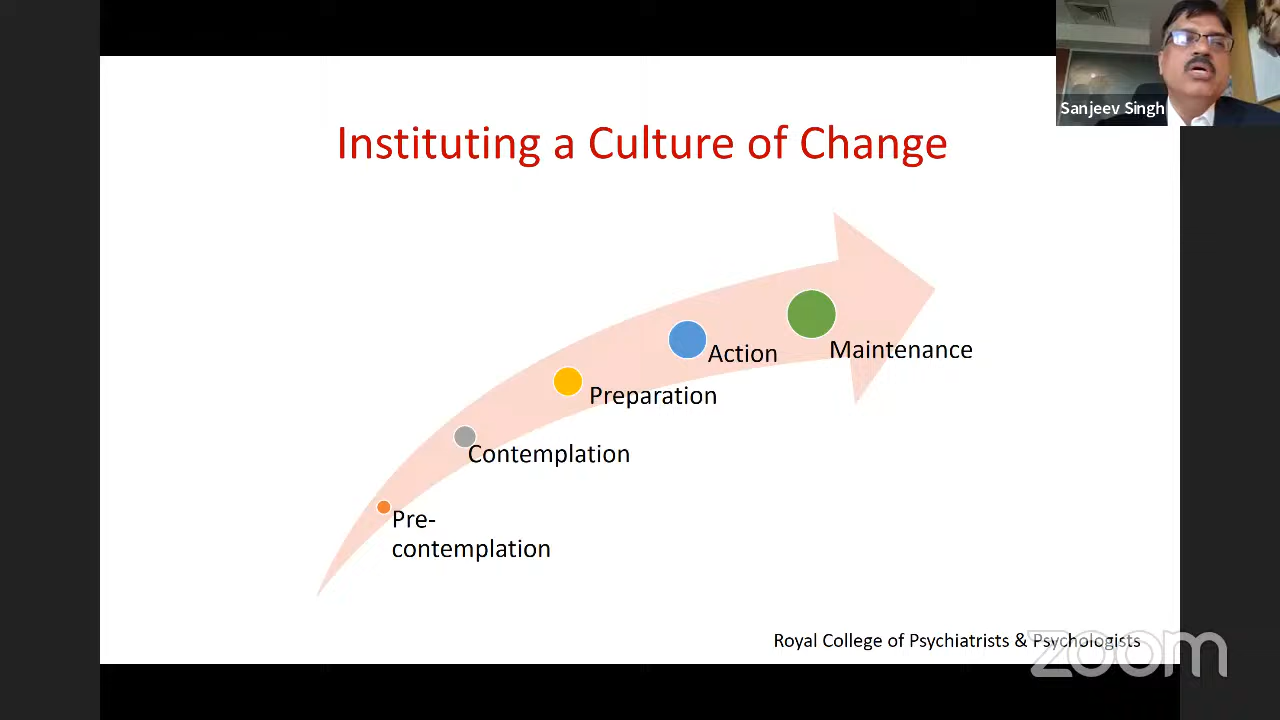 Sanjeev Singh
Instituting a Culture of Change
Maintenance
Action
Preparation
Contemplation
Pre-
contemplation
Royal College of Psychiatrists & Psychologists
zoom